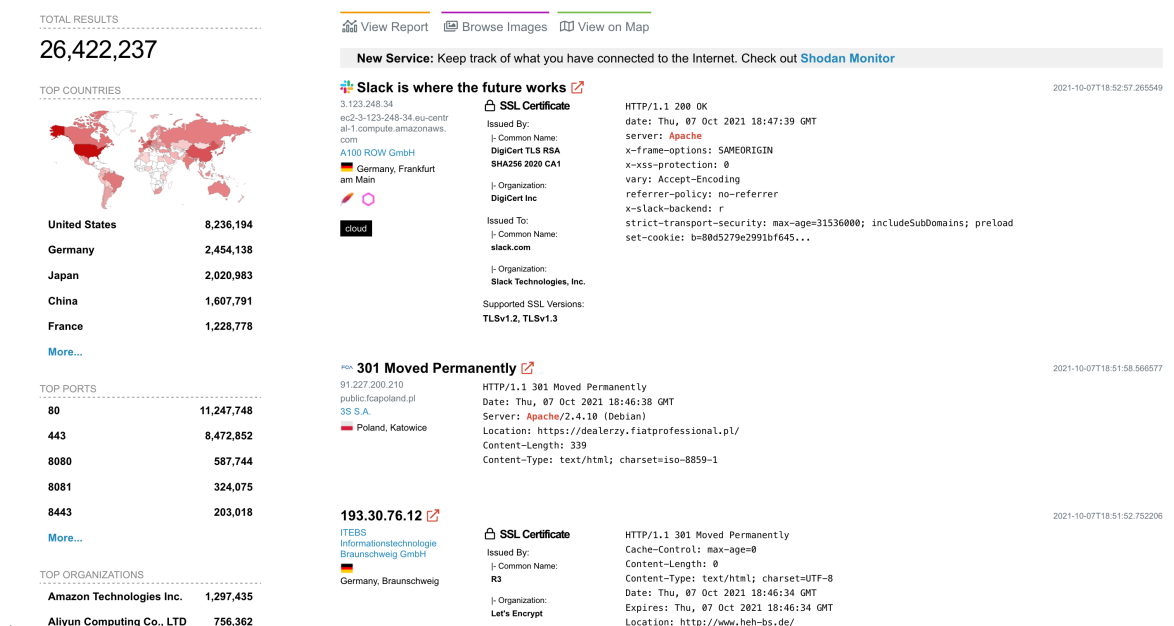 TOTAL RESULTS
26,422,237
TOP COUNTRIES
United States 8,236,194
Germany 2,454,138
Japan 2,020,983
China 1,607,791
France 1,228,778
More...
TOP PORTS
80 11,247,748
443 8,472,852
8080 587,744
8081 324,075
8443 203,018
More...
TOP ORGANIZATIONS
Amazon Technologies Inc. 1,297,435
Aliyun Computing Co., LTD 756,362
View Report Browse Images View on Map
New Service: Keep track of what you have connected to the Internet. Check out Shodan Monitor
Slack is where the future works
2021-10-07T18:52:57.265549
3.123.248.34
ec2-3-123-248-34.eu-centr
al-1.compute.amazonaws.
com
A100 ROW GmbH
Germany, Frankfurt
am Main
cloud
SSL Certificate
Issued By:
|- Common Name:
DigiCert TLS RSA
SHA256 2020 CA1
|- Organization:
DigiCert Inc
Issued To:
|- Common Name:
slack.com
|- Organization:
Slack Technologies, Inc.
Supported SSL Versions:
TLSv1.2, TLSv1.3
HTTP/1.1 200 OK
date: Thu, 07 Oct 2021 18:47:39 GMT
server: Apache
x-frame-options: SAMEORIGIN
x-xss-protection: 0
vary: Accept-Encoding
referrer-policy: no-referrer
x-slack-backend: r
strict-transport-security: max-age=31536000; includeSubDomains; preload
set-cookie: b=80d5279e2991bf645...
301 Moved Permanently
2021-10-07T18:51:58.566577
91.227.200.210
public.fcapoland.pl
3S S.A.
Poland, Katowice
HTTP/1.1 301 Moved Permanently
Date: Thu, 07 Oct 2021 18:46:38 GMT
Server: Apache/2.4.10 (Debian)
Location: https://dealerzy.fiatprofessional.pl/
Content-Length: 339
Content-Type: text/html; charset=iso-8859-1
193.30.76.12
2021-10-07T18:51:52.752206
ITEBS
Informationstechnologie
Braunschweig GmbH
Germany, Braunschweig
SSL Certificate
Issued By:
|- Common Name:
R3
|- Organization:
Let's Encrypt
HTTP/1.1 301 Moved Permanently
Cache-Control: max-age=0
Content-Length: 0
Content-Type: text/html; charset=UTF-8
Date: Thu, 07 Oct 2021 18:46:34 GMT
Expires: Thu, 07 Oct 2021 18:46:34 GMT
Location: http://www.heh-bs.de/